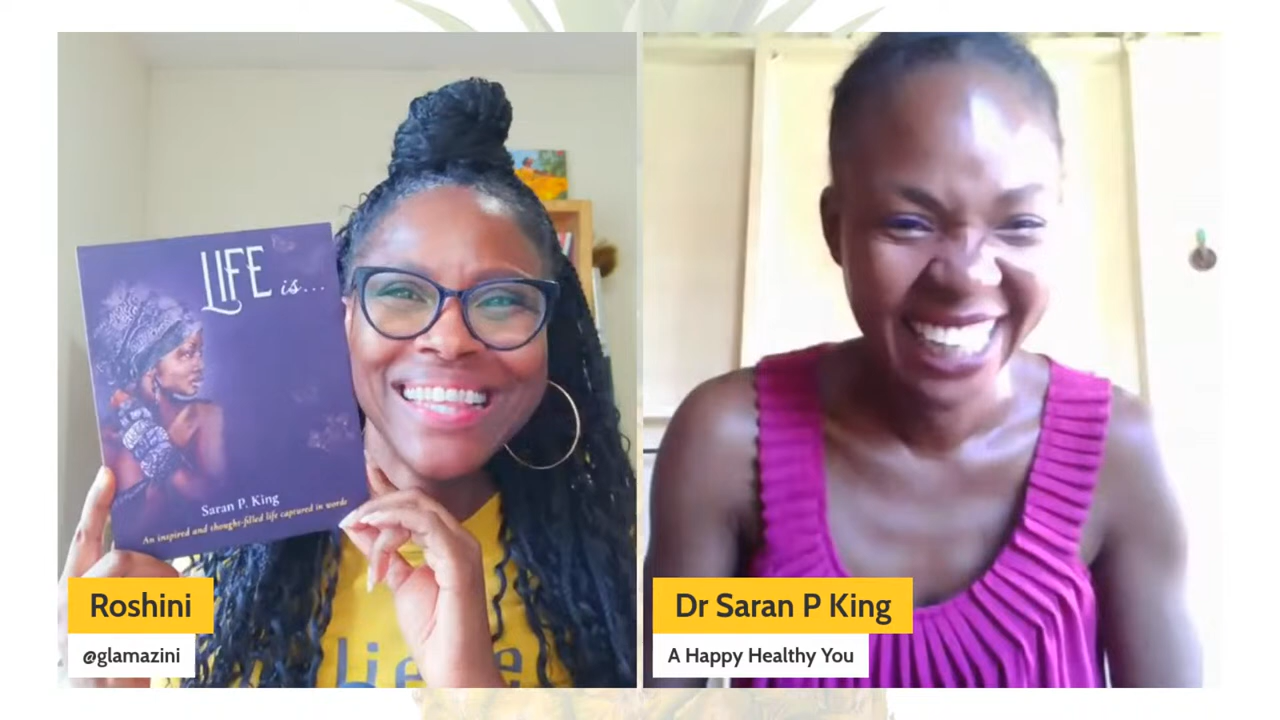 LIFE is...
Saran P. King
An inspired and thought-filled life captured in words
Roshini
@glamazini
Dr Saran P King
A Happy Healthy You